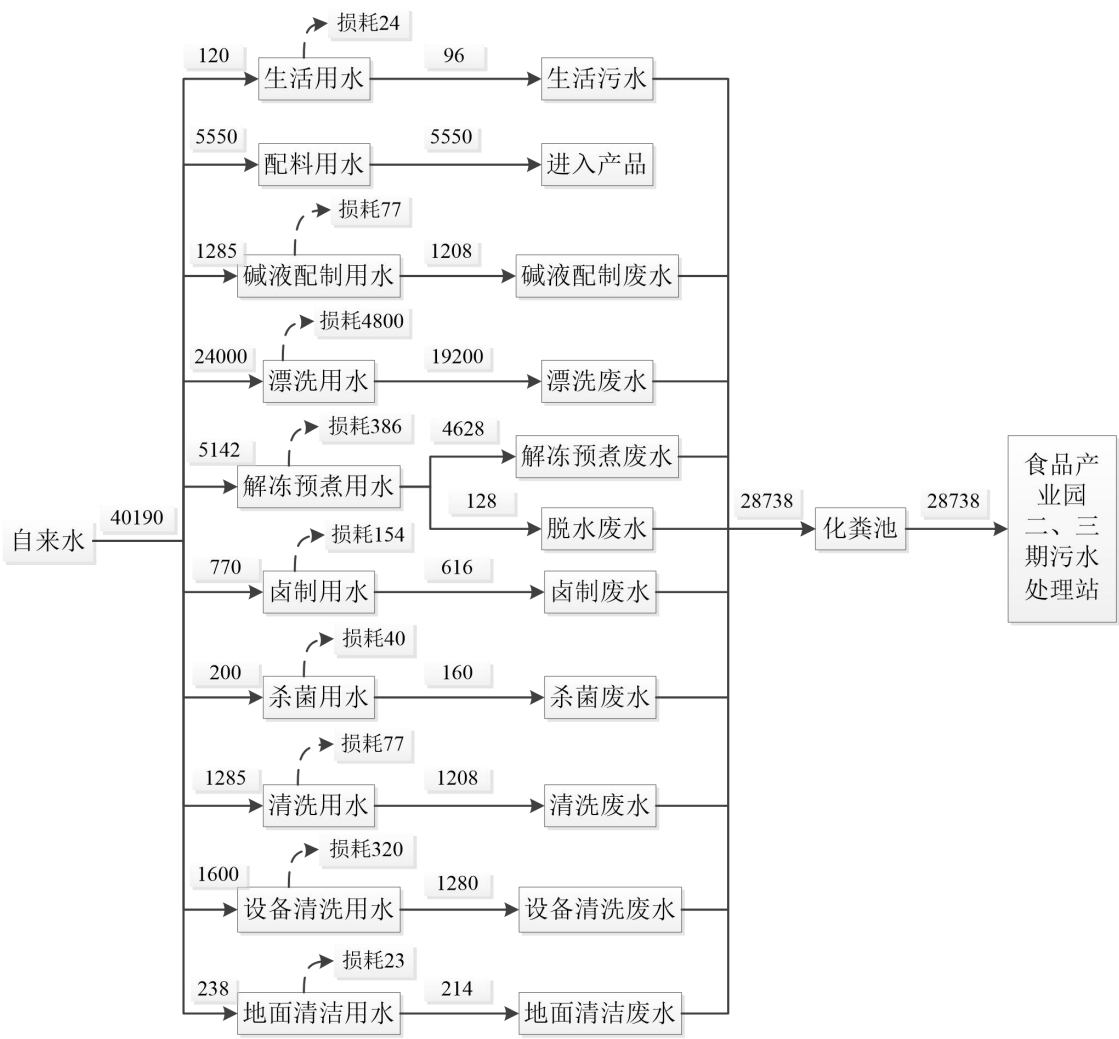 损耗24
120
96
生活用水
生活污水
5550
5550
配料用水
进入产品
损耗77
1285
1208
碱液配制用水
碱液配制废水
损耗4800
24000
19200
漂洗用水
漂洗废水
损耗386
5142
4628
解冻预煮用水
解冻预煮废水
128
脱水废水
自来水
40190
28738
化粪池
28738
食品产
业园
二、三
期污水
处理站
损耗154
770
616
卤制用水
卤制废水
损耗40
200
160
杀菌用水
杀菌废水
损耗77
1285
1208
清洗用水
清洗废水
损耗320
1600
1280
设备清洗用水
设备清洗废水
损耗23
238
214
地面清洁用水
地面清洁废水